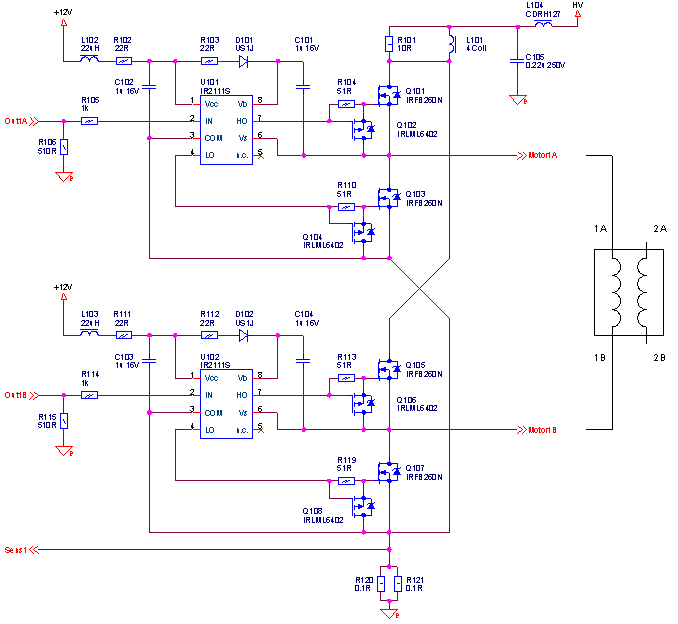 L104
CDRH127
HV
+12V
L102
22uH
R102
22R
R103
22R
D101
US1J
C101
1u 16V
R101
10R
L101
4 Coil
C105
0.22u 250V
P
C102
1u 16V
U101
IR2111S
R104
51R
Q101
IRFB260N
R105
1k
1
Vcc
Vb
8
Out1A
2
IN
HO
7
Q102
IRLML6402
3
COM
Vs
6
R106
510R
4
LO
n.c.
5
Motor1A
P
R110
51R
Q103
IRFB260N
Q104
IRLML6402
1A
2A
+12V
L103
22uH
R111
22R
R112
22R
D102
US1J
C104
1u 16V
1B
2B
C103
1u 16V
U102
IR2111S
R113
51R
Q105
IRFB260N
R114
1k
1
Vcc
Vb
8
Out1B
2
IN
HO
7
Q106
IRLML6402
3
COM
Vs
6
R115
510R
4
LO
n.c.
5
Motor1B
P
R119
51R
Q107
IRFB260N
Q108
IRLML6402
Sens1
R120
0.1R
R121
0.1R
P